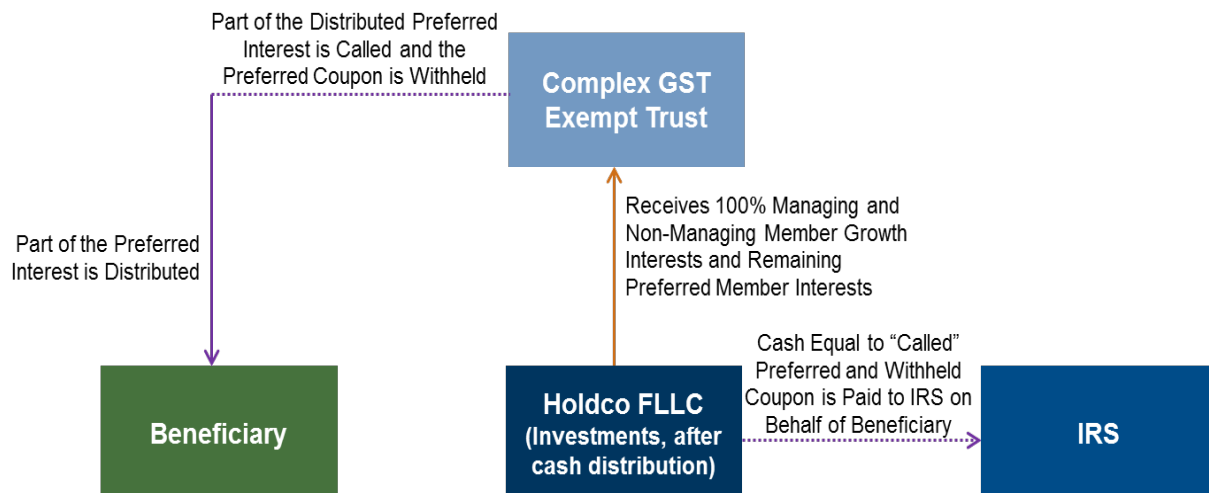 Part of the Distributed Preferred
Interest is Called and the
Preferred Coupon is Withheld
Complex GST
Exempt Trust
Part of the Preferred
Interest is Distributed
Receives 100% Managing and
Non-Managing Member Growth
Interests and Remaining
Preferred Member Interests
Cash Equal to “Called”
Preferred and Withheld
Coupon is Paid to IRS on
Behalf of Beneficiary
Beneficiary
Holdco FLLC
(Investments, after
cash distribution)
IRS